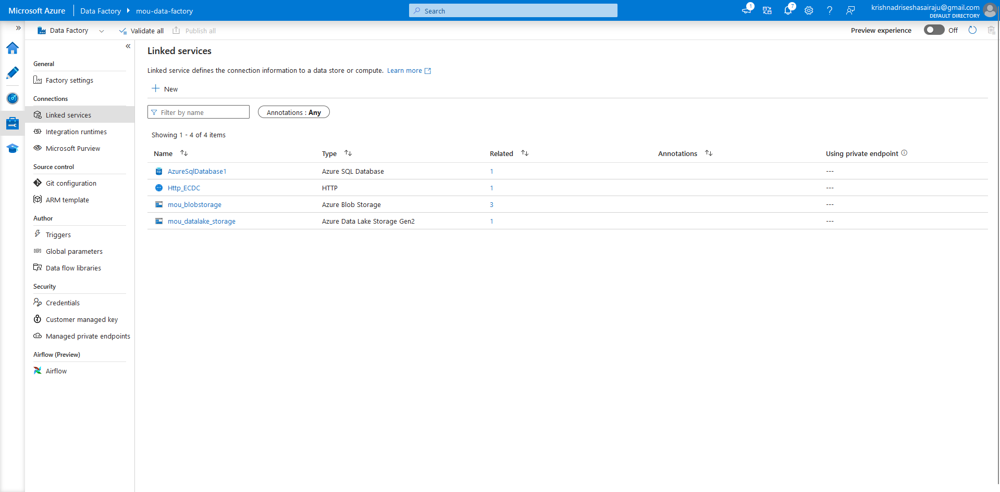 Microsoft Azure
Data Factory
mou-data-factory
Search
1
7
krishnadriseshasairaju@gmail.com
DEFAULT DIRECTORY
Data Factory
Validate all
Publish all
Preview experience
Off
General
Factory settings
Connections
Linked services
Integration runtimes
Microsoft Purview
Source control
Git configuration
ARM template
Author
Triggers
Global parameters
Data flow libraries
Security
Credentials
Customer managed key
Managed private endpoints
Airflow (Preview)
Airflow
Linked services
Linked service defines the connection information to a data store or compute. Learn more
New
Filter by name
Annotations : Any
Showing 1 - 4 of 4 items
Name Type Related Annotations Using private endpoint
AzureSqlDatabase1 Azure SQL Database 1 ---
Http_ECDC HTTP 1 ---
mou_blobstorage Azure Blob Storage 3 ---
mou_datalake_storage Azure Data Lake Storage Gen2 1 ---